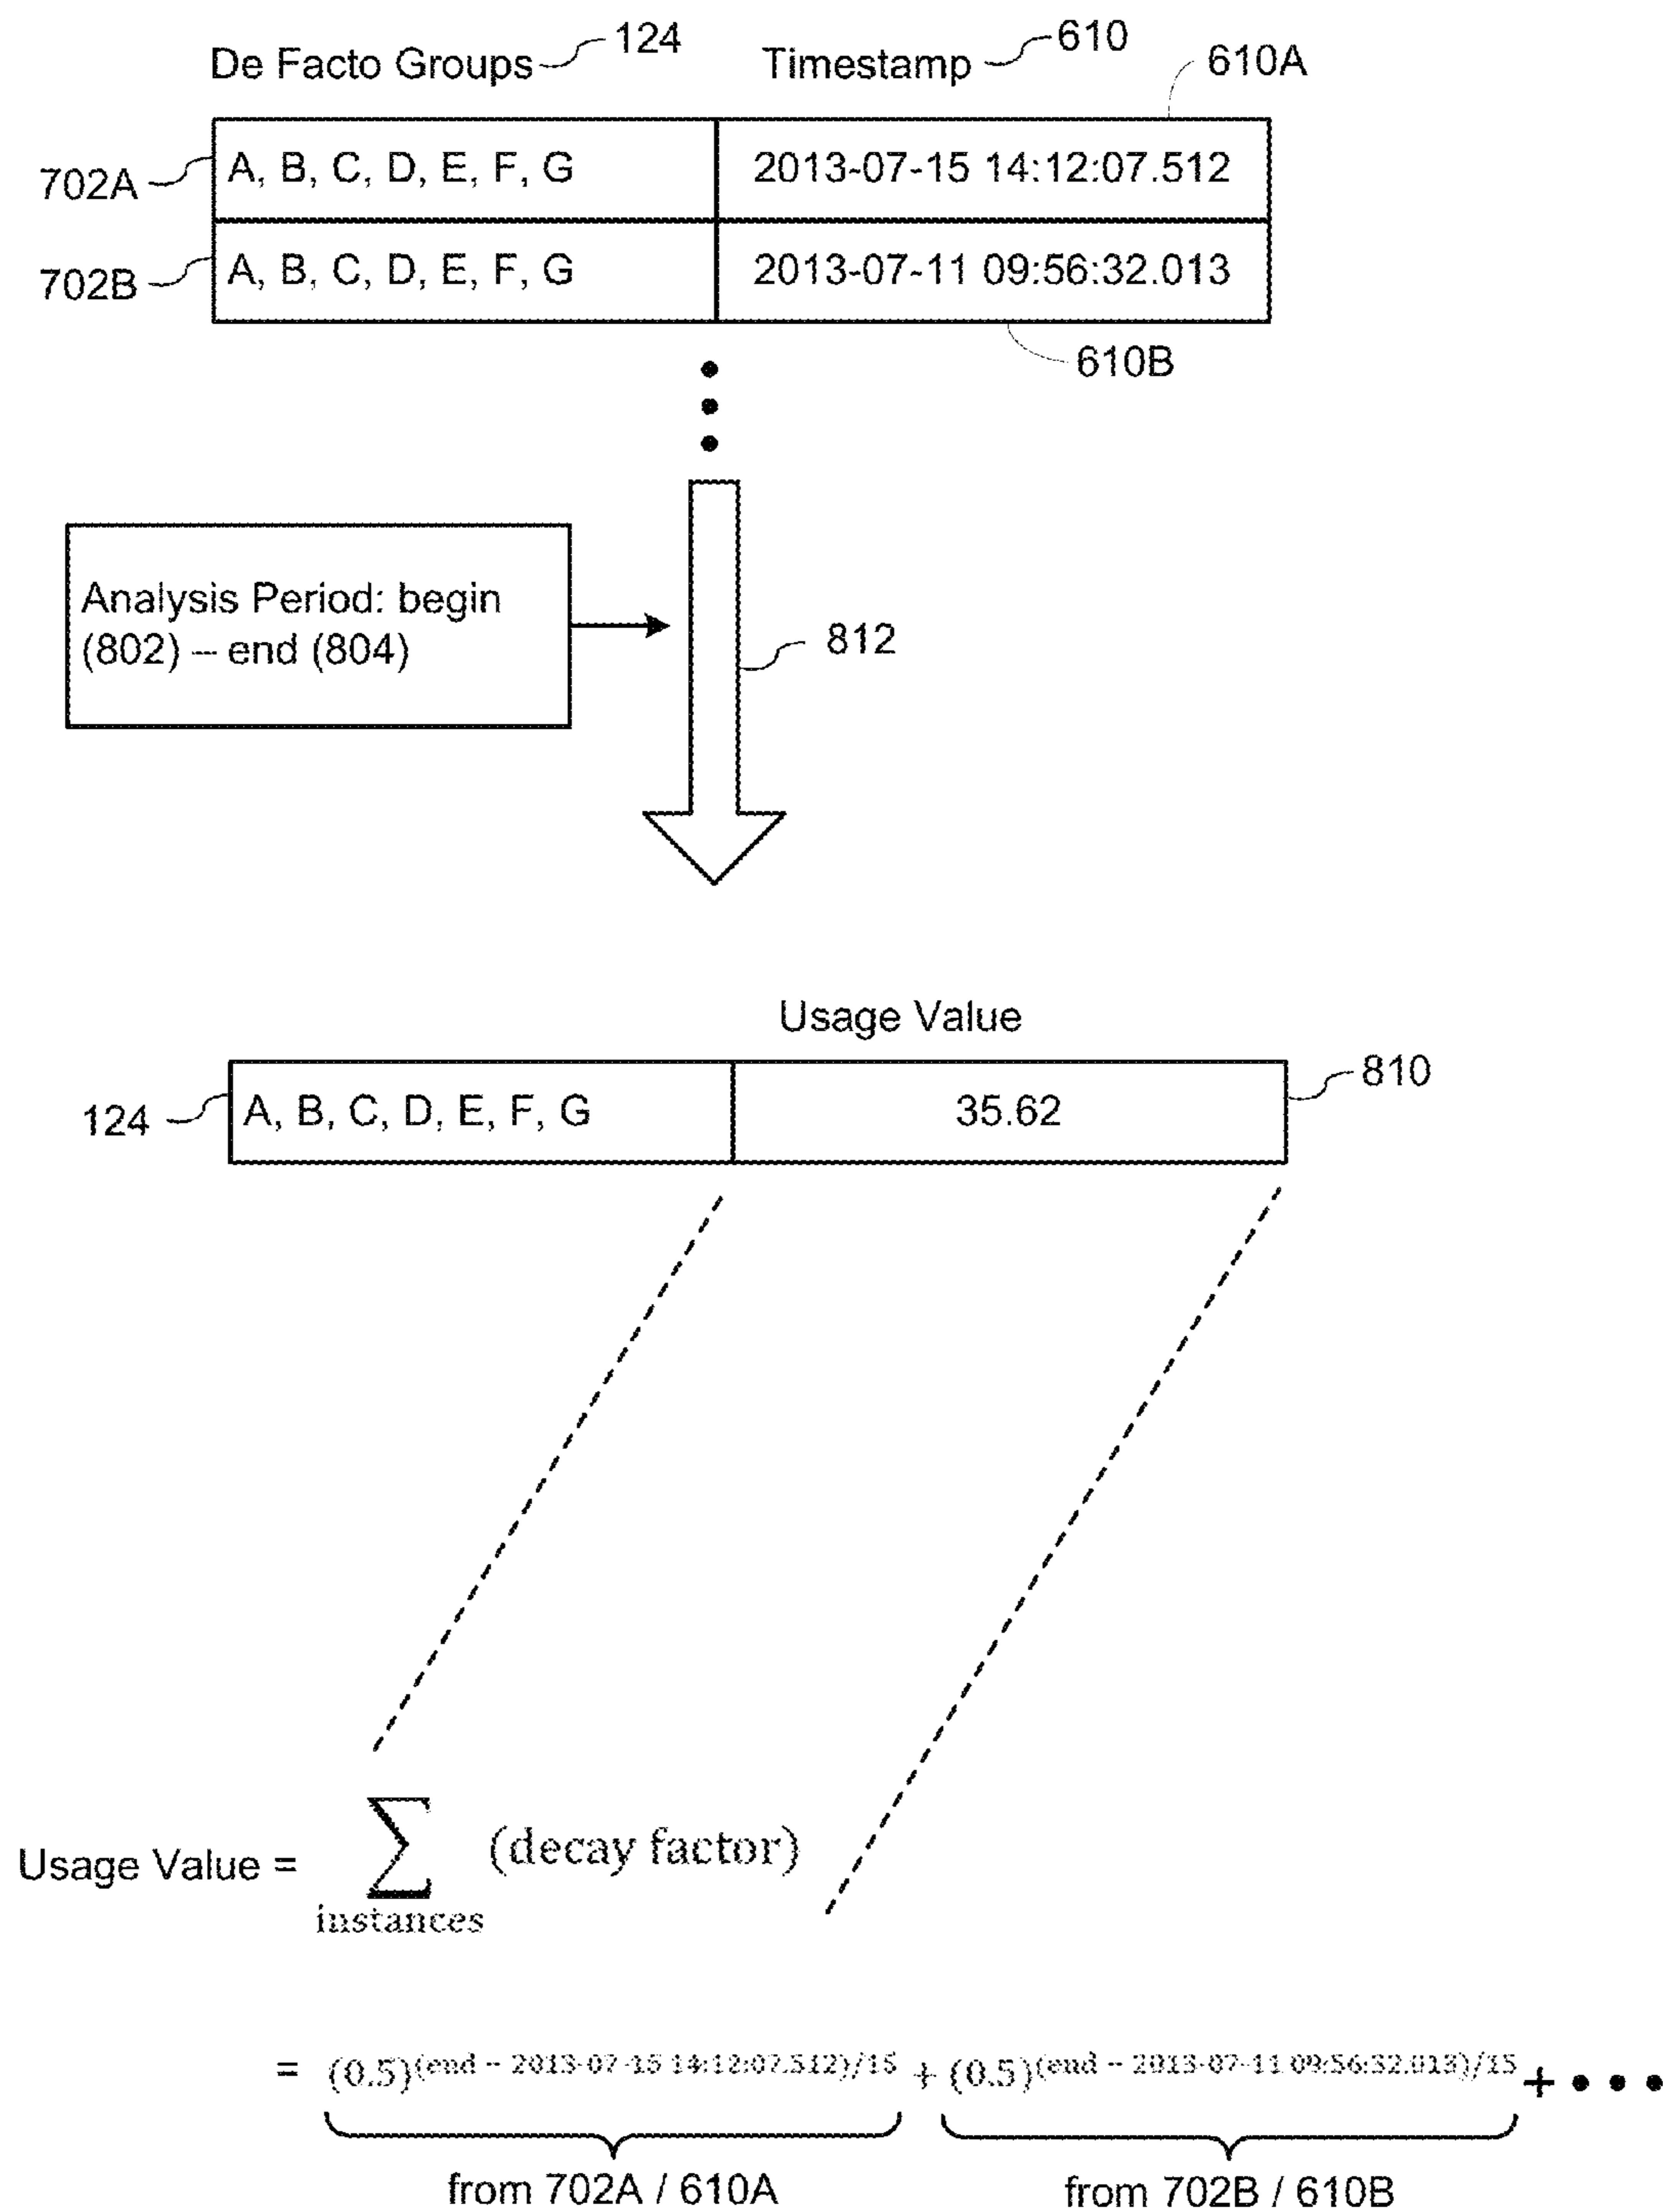 De Facto Groups 124 Timestamp 610
610A
702A A, B, C, D, E, F, G 2013-07-15 14:12:07.512
702B A, B, C, D, E, F, G 2013-07-11 09:56:32.013
610B
Analysis Period: begin
(802) – end (804)
812
Usage Value
124 A, B, C, D, E, F, G 35.62 810
Usage Value = ∑ (decay factor)
instances
= (0.5)^(end – 2013-07-15 14:12:07.512)/15 + (0.5)^(end – 2013-07-11 09:56:32.013)/15 + • • •
from 702A / 610A from 702B / 610B